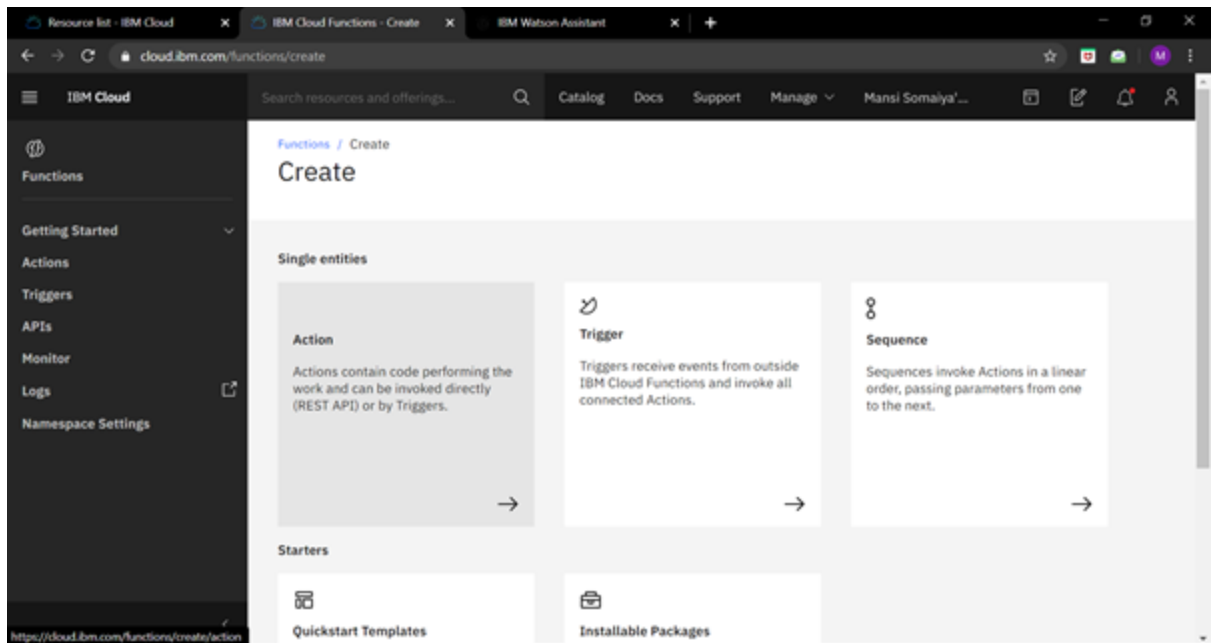 Resource list - IBM Cloud
IBM Cloud Functions - Create
IBM Watson Assistant
cloud.ibm.com/functions/create
M
IBM Cloud
Search resources and offerings...
Catalog
Docs
Support
Manage
Mansi Somaiya'...
Functions
Getting Started
Actions
Triggers
APIs
Monitor
Logs
Namespace Settings
Functions / Create
Create
Single entities
Action
Actions contain code performing the
work and can be invoked directly
(REST API) or by Triggers.
Trigger
Triggers receive events from outside
IBM Cloud Functions and invoke all
connected Actions.
Sequence
Sequences invoke Actions in a linear
order, passing parameters from one
to the next.
Starters
Quickstart Templates
Installable Packages
https://cloud.ibm.com/functions/create/action